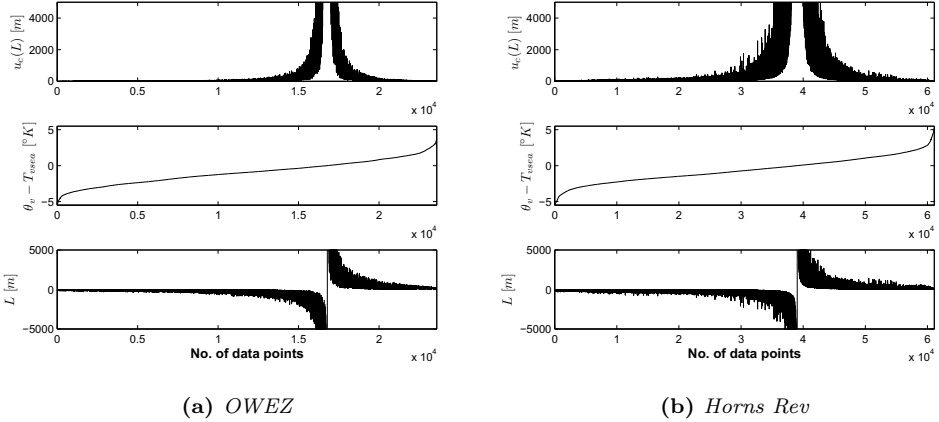 u_c(L) [m]
4000
2000
0
0 0.5 1 1.5 2
x 10^4
θ_v − T_vsea [°K]
5
0
−5
0 0.5 1 1.5 2
x 10^4
L [m]
5000
0
−5000
0 0.5 1 1.5 2
x 10^4
No. of data points
(a) OWEZ
u_c(L) [m]
4000
2000
0
0 1 2 3 4 5 6
x 10^4
θ_v − T_vsea [°K]
5
0
−5
0 1 2 3 4 5 6
x 10^4
L [m]
5000
0
−5000
0 1 2 3 4 5 6
x 10^4
No. of data points
(b) Horns Rev